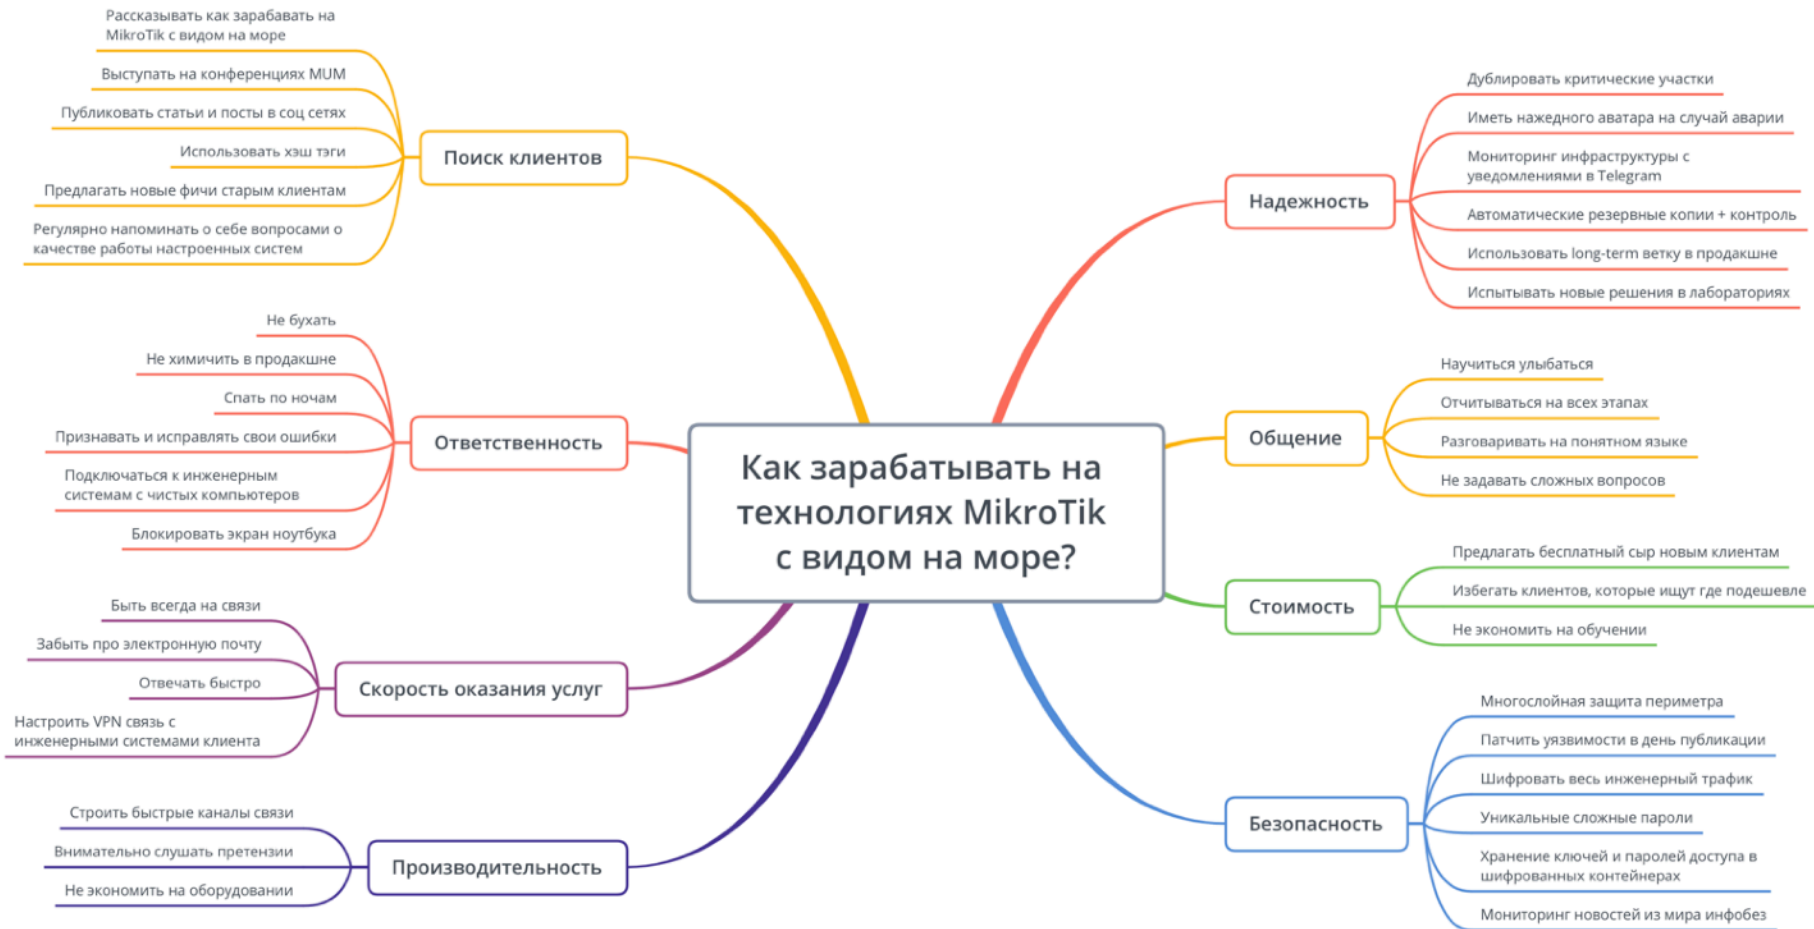 Рассказывать как зарабавать на
MikroTik с видом на море
Выступать на конференциях MUM
Публиковать статьи и посты в соц сетях
Использовать хэш тэги
Предлагать новые фичи старым клиентам
Регулярно напоминать о себе вопросами о
качестве работы настроенных систем
Поиск клиентов
Не бухать
Не химичить в продакшне
Спать по ночам
Признавать и исправлять свои ошибки
Подключаться к инженерным
системам с чистых компьютеров
Блокировать экран ноутбука
Ответственность
Быть всегда на связи
Забыть про электронную почту
Отвечать быстро
Настроить VPN связь с
инженерными системами клиента
Скорость оказания услуг
Строить быстрые каналы связи
Внимательно слушать претензии
Не экономить на оборудовании
Производительность
Как зарабатывать на
технологиях MikroTik
с видом на море?
Надежность
Дублировать критические участки
Иметь нажедного аватара на случай аварии
Мониторинг инфраструктуры с
уведомлениями в Telegram
Автоматические резервные копии + контроль
Использовать long-term ветку в продакшне
Испытывать новые решения в лабораториях
Общение
Научиться улыбаться
Отчитываться на всех этапах
Разговаривать на понятном языке
Не задавать сложных вопросов
Стоимость
Предлагать бесплатный сыр новым клиентам
Избегать клиентов, которые ищут где подешевле
Не экономить на обучении
Безопасность
Многослойная защита периметра
Патчить уязвимости в день публикации
Шифровать весь инженерный трафик
Уникальные сложные пароли
Хранение ключей и паролей доступа в
шифрованных контейнерах
Мониторинг новостей из мира инфобез